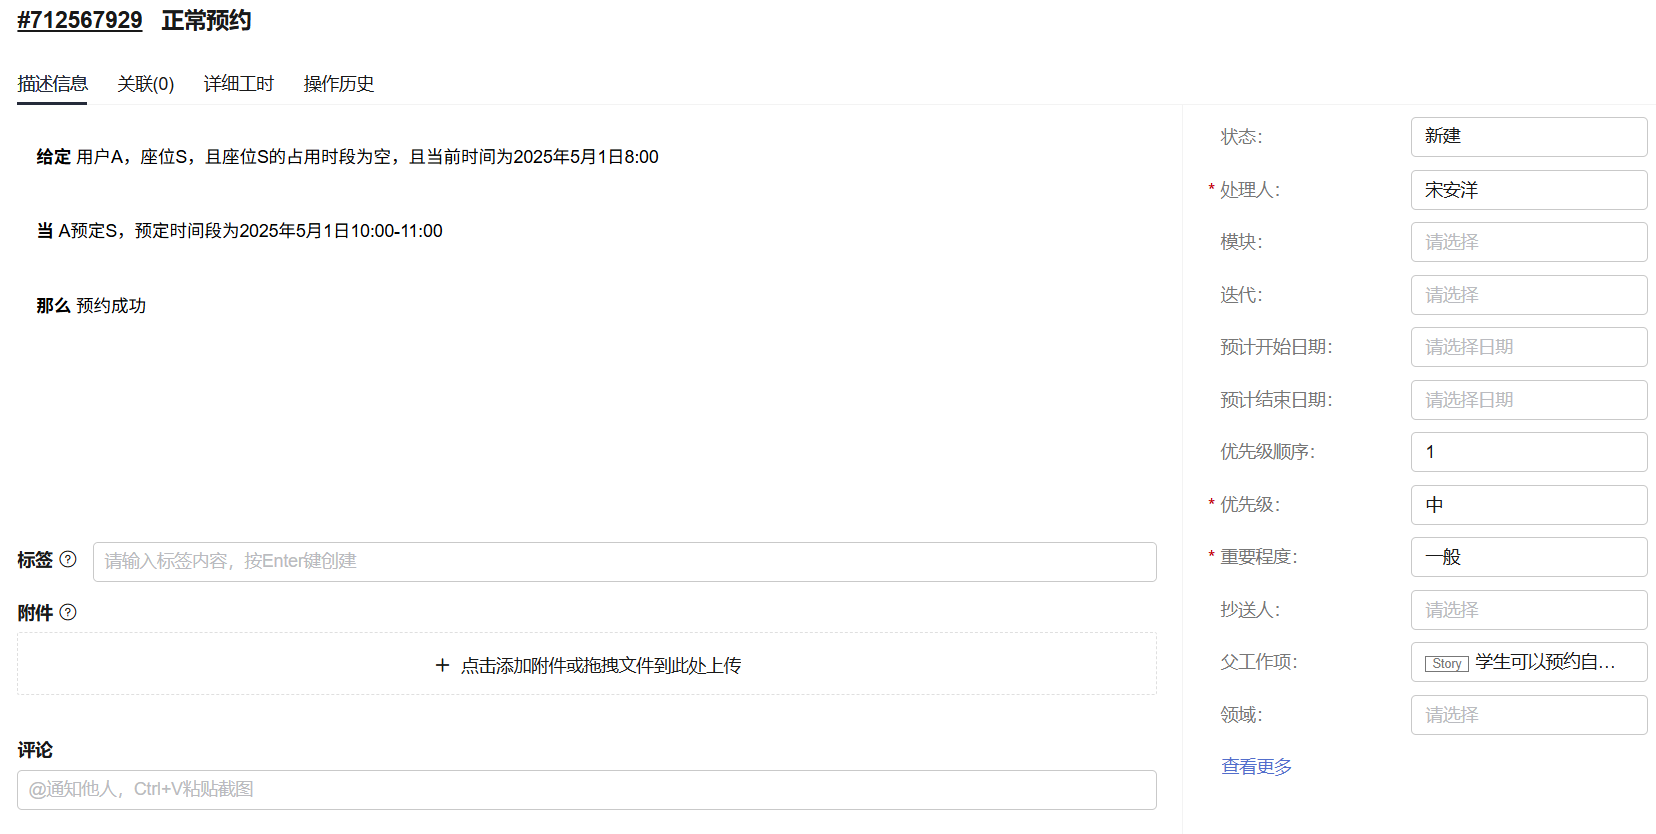 #712567929 正常预约
描述信息 关联(0) 详细工时 操作历史
给定 用户A，座位S，且座位S的占用时段为空，且当前时间为2025年5月1日8:00
当 A预定S，预定时间段为2025年5月1日10:00-11:00
那么 预约成功
标签 ?
请输入标签内容，按Enter键创建
附件 ?
+ 点击添加附件或拖拽文件到此处上传
评论
@通知他人，Ctrl+V粘贴截图
状态： 新建
* 处理人： 宋安洋
模块： 请选择
迭代： 请选择
预计开始日期： 请选择日期
预计结束日期： 请选择日期
优先级顺序： 1
* 优先级： 中
* 重要程度： 一般
抄送人： 请选择
父工作项： Story 学生可以预约自...
领域： 请选择
查看更多